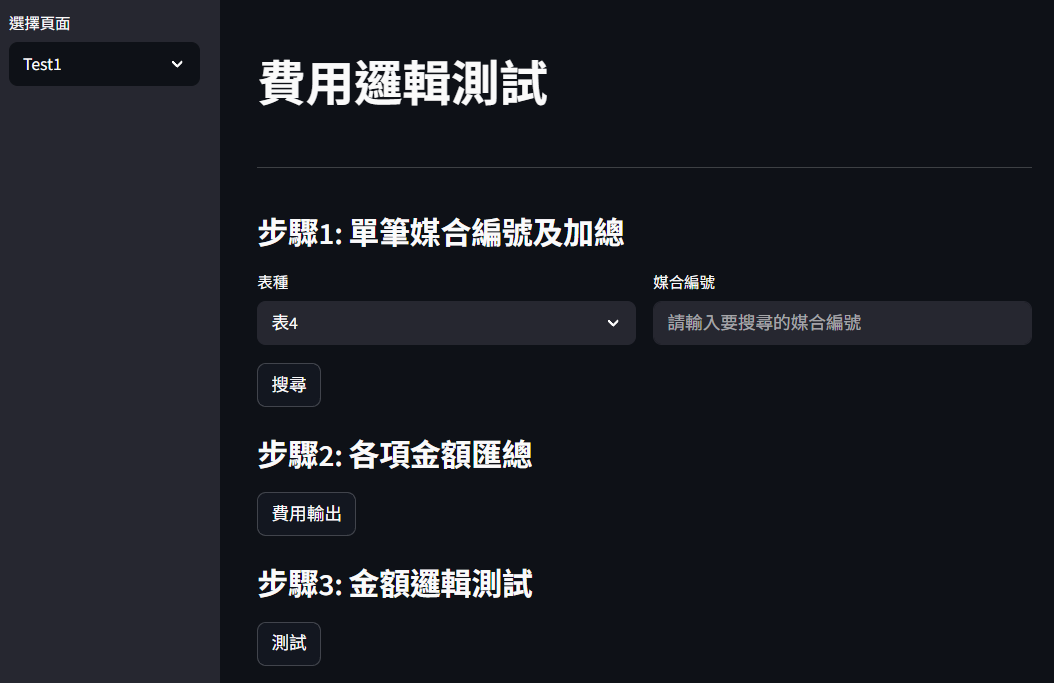 選擇頁面
Test1
費用邏輯測試
步驟1: 單筆媒合編號及加總
表種
媒合編號
表4
請輸入要搜尋的媒合編號
搜尋
步驟2: 各項金額匯總
費用輸出
步驟3: 金額邏輯測試
測試